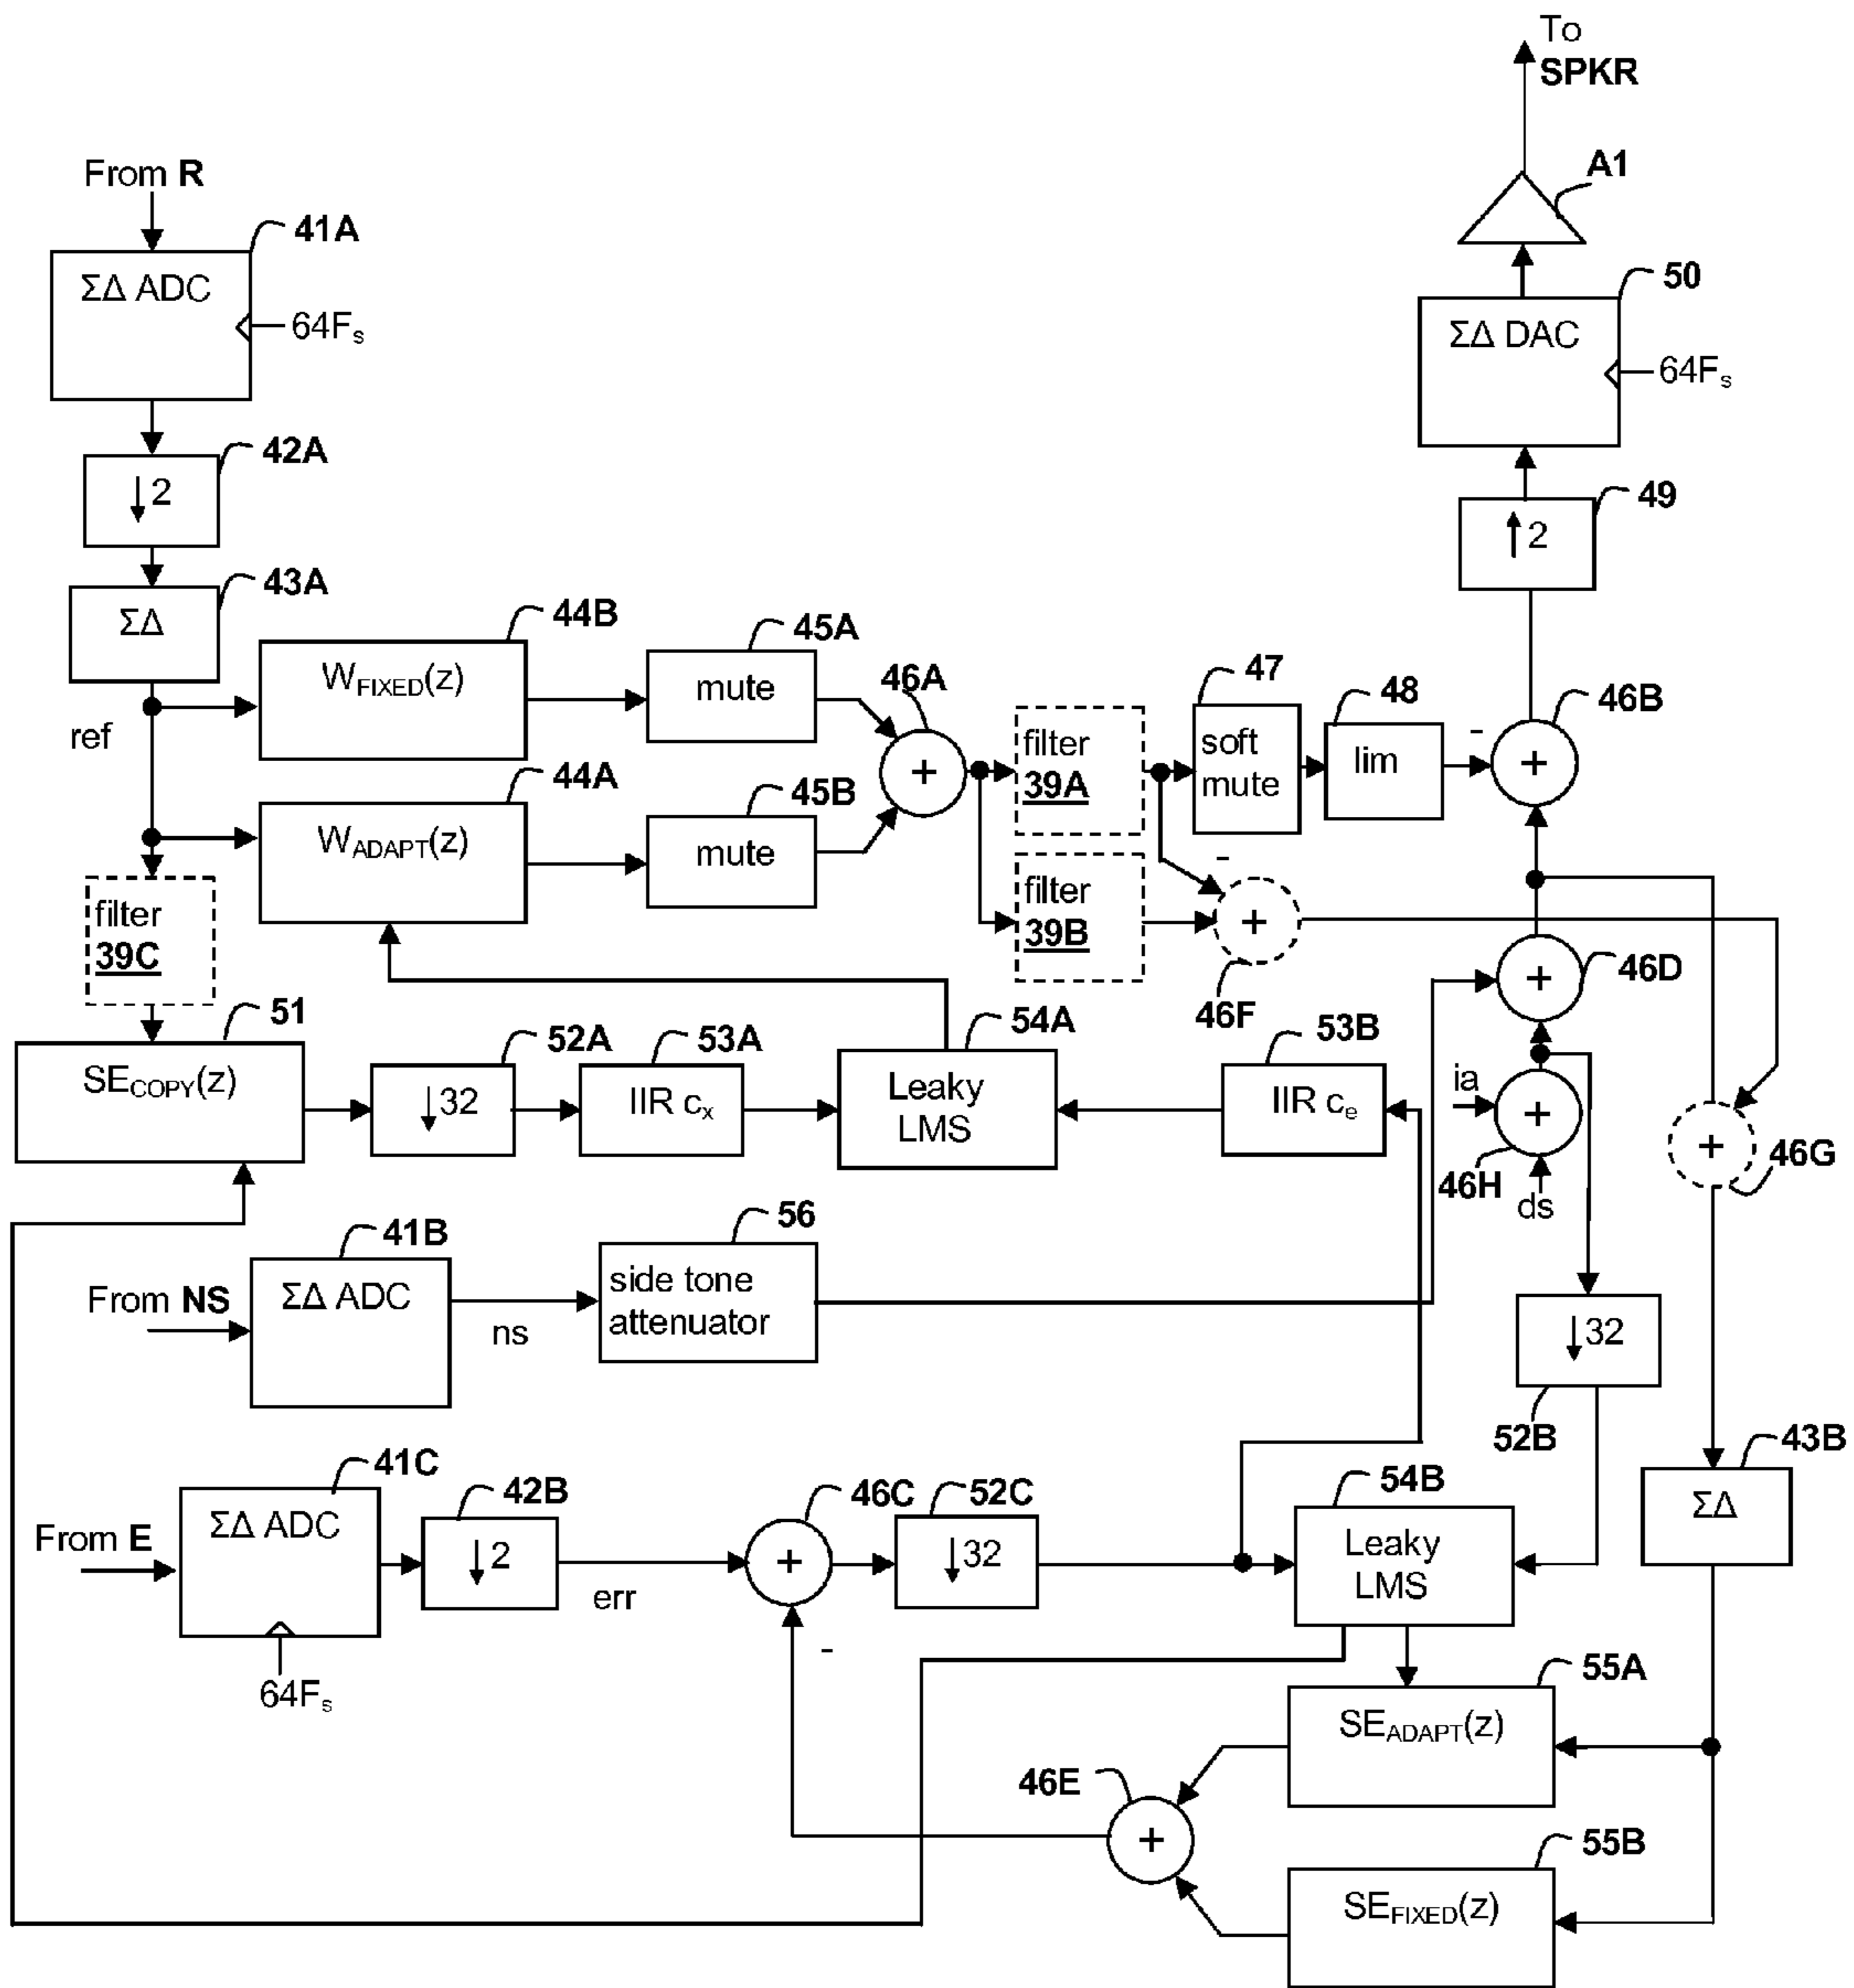 To
SPKR
From R
A1
41A
ΣΔ ADC
64Fs
50
ΣΔ DAC
64Fs
42A
↓2
49
↑2
43A
ΣΔ
44B
WFIXED(z)
45A
mute
46A
+
47
soft
mute
48
lim
-
46B
+
ref
filter
39A
44A
WADAPT(z)
45B
mute
filter
39B
-
+
46F
filter
39C
46D
+
51
SECOPY(z)
52A
↓32
53A
IIR cx
54A
Leaky
LMS
53B
IIR ce
ia
+
46H
ds
+
46G
41B
From NS
ΣΔ ADC
ns
56
side tone
attenuator
↓32
52B
43B
ΣΔ
41C
From E
ΣΔ ADC
64Fs
42B
↓2
err
46C
+
-
52C
↓32
54B
Leaky
LMS
55A
SEADAPT(z)
46E
+
55B
SEFIXED(z)